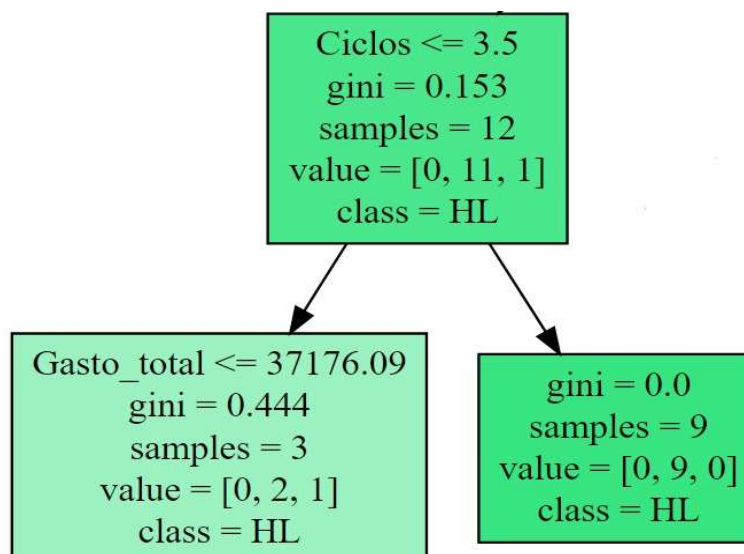 Ciclos <= 3.5
gini = 0.153
samples = 12
value = [0, 11, 1]
class = HL
Gasto_total <= 37176.09
gini = 0.444
samples = 3
value = [0, 2, 1]
class = HL
gini = 0.0
samples = 9
value = [0, 9, 0]
class = HL